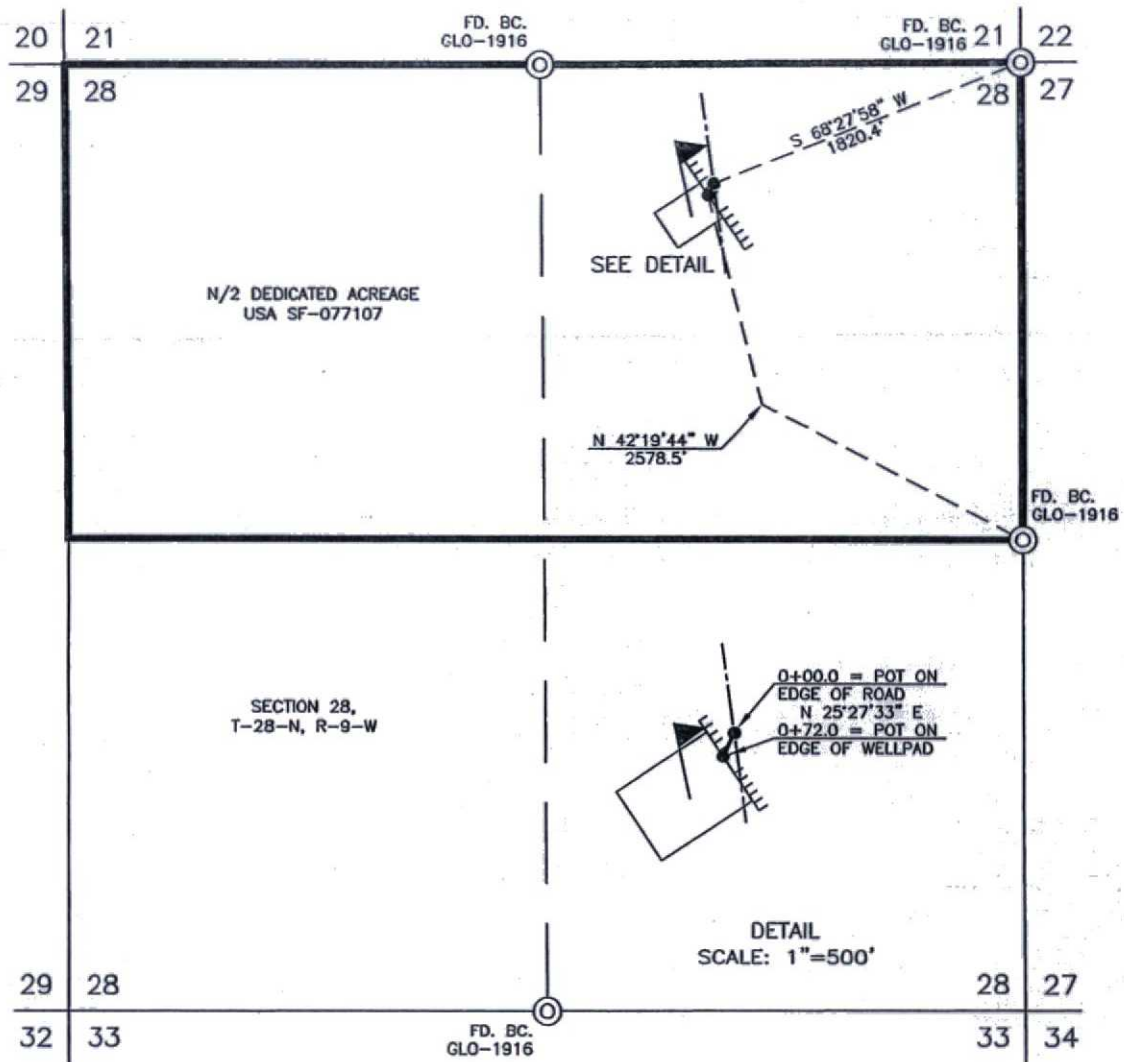 FD. BC.
GLO-1916
FD. BC.
GLO-1916
20 21
21 22
29 28
28 27
S 68°27'58" W
1820.4'
SEE DETAIL
N/2 DEDICATED ACREAGE
USA SF-077107
N 42°19'44" W
2578.5'
FD. BC.
GLO-1916
0+00.0 = POT ON
EDGE OF ROAD
N 25°27'33" E
0+72.0 = POT ON
EDGE OF WELLPAD
SECTION 28,
T-28-N, R-9-W
DETAIL
SCALE: 1"=500'
29 28
28 27
32 33
33 34
FD. BC.
GLO-1916